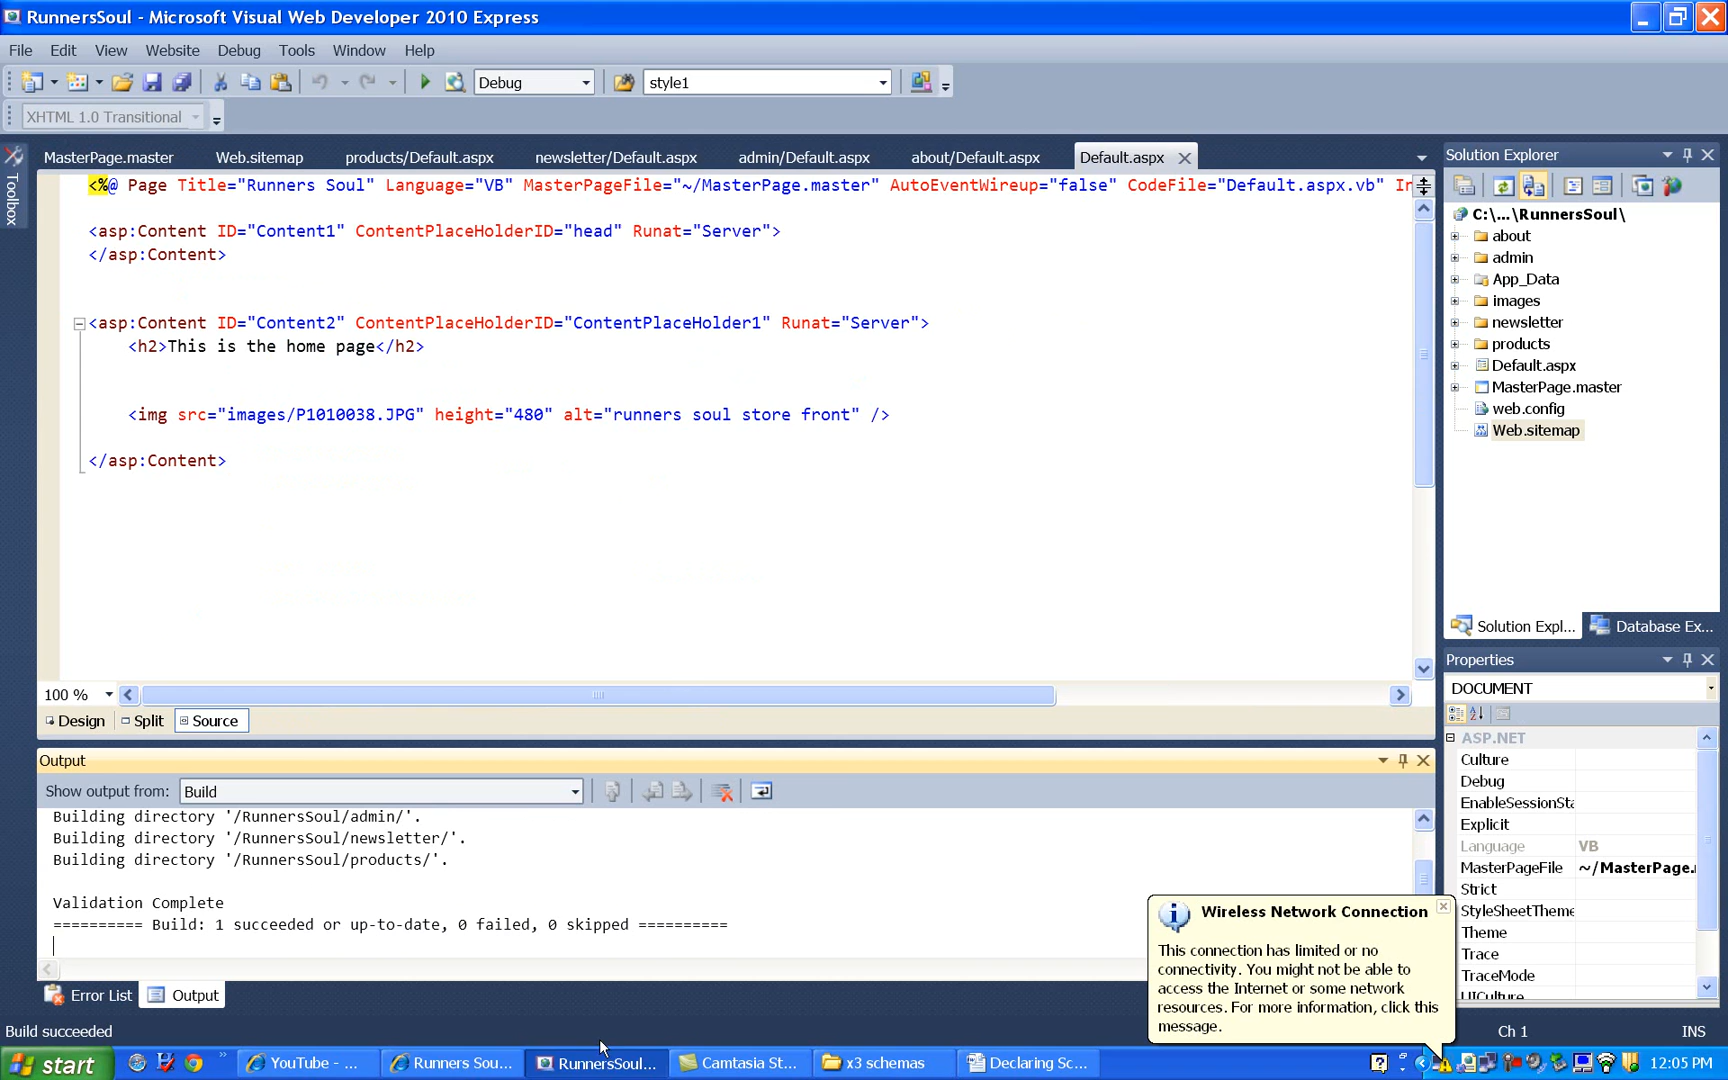 RunnersSoul - Microsoft Visual Web Developer 2010 Express
File Edit View Website Debug Tools Window Help
Debug style1
XHTML 1.0 Transitional
MasterPage.master Web.sitemap products/Default.aspx newsletter/Default.aspx admin/Default.aspx about/Default.aspx Default.aspx
Toolbox
<%@ Page Title="Runners Soul" Language="VB" MasterPageFile="~/MasterPage.master" AutoEventWireup="false" CodeFile="Default.aspx.vb" In
<asp:Content ID="Content1" ContentPlaceHolderID="head" Runat="Server">
</asp:Content>
<asp:Content ID="Content2" ContentPlaceHolderID="ContentPlaceHolder1" Runat="Server">
<h2>This is the home page</h2>
<img src="images/P1010038.JPG" height="480" alt="runners soul store front" />
</asp:Content>
100 %
Design Split Source
Output
Show output from: Build
Building directory '/RunnersSoul/admin/'.
Building directory '/RunnersSoul/newsletter/'.
Building directory '/RunnersSoul/products/'.
Validation Complete
========== Build: 1 succeeded or up-to-date, 0 failed, 0 skipped ==========
Error List Output
Solution Explorer
C:\...\RunnersSoul\
about
admin
App_Data
images
newsletter
products
Default.aspx
MasterPage.master
web.config
Web.sitemap
Solution Expl... Database Ex...
Properties
DOCUMENT
ASP.NET
Culture
Debug
EnableSessionSta
Explicit
Language VB
MasterPageFile ~/MasterPage.
Strict
StyleSheetTheme
Theme
Trace
TraceMode
UICulture
Wireless Network Connection
This connection has limited or no
connectivity. You might not be able to
access the Internet or some network
resources. For more information, click this
message.
Build succeeded Ch 1 INS
start YouTube - ... Runners Sou... RunnersSoul... Camtasia St... x3 schemas Declaring Sc... 12:05 PM